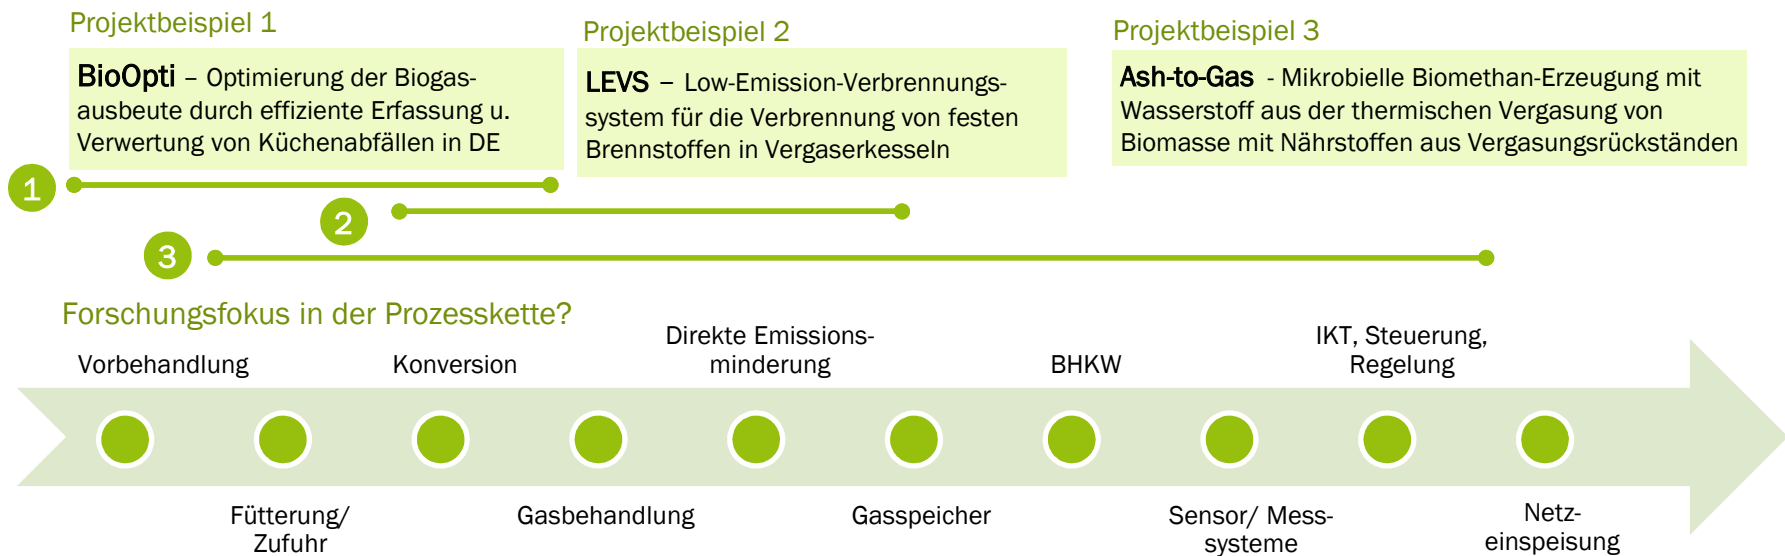 Projektbeispiel 1
BioOpti – Optimierung der Biogas-
ausbeute durch effiziente Erfassung u.
Verwertung von Küchenabfällen in DE
Projektbeispiel 2
LEVS – Low-Emission-Verbrennungs-
system für die Verbrennung von festen
Brennstoffen in Vergaserkesseln
Projektbeispiel 3
Ash-to-Gas - Mikrobielle Biomethan-Erzeugung mit
Wasserstoff aus der thermischen Vergasung von
Biomasse mit Nährstoffen aus Vergasungsrückständen
1
2
3
Forschungsfokus in der Prozesskette?
Vorbehandlung
Konversion
Direkte Emissions-
minderung
BHKW
IKT, Steuerung,
Regelung
Fütterung/
Zufuhr
Gasbehandlung
Gasspeicher
Sensor/ Mess-
systeme
Netz-
einspeisung